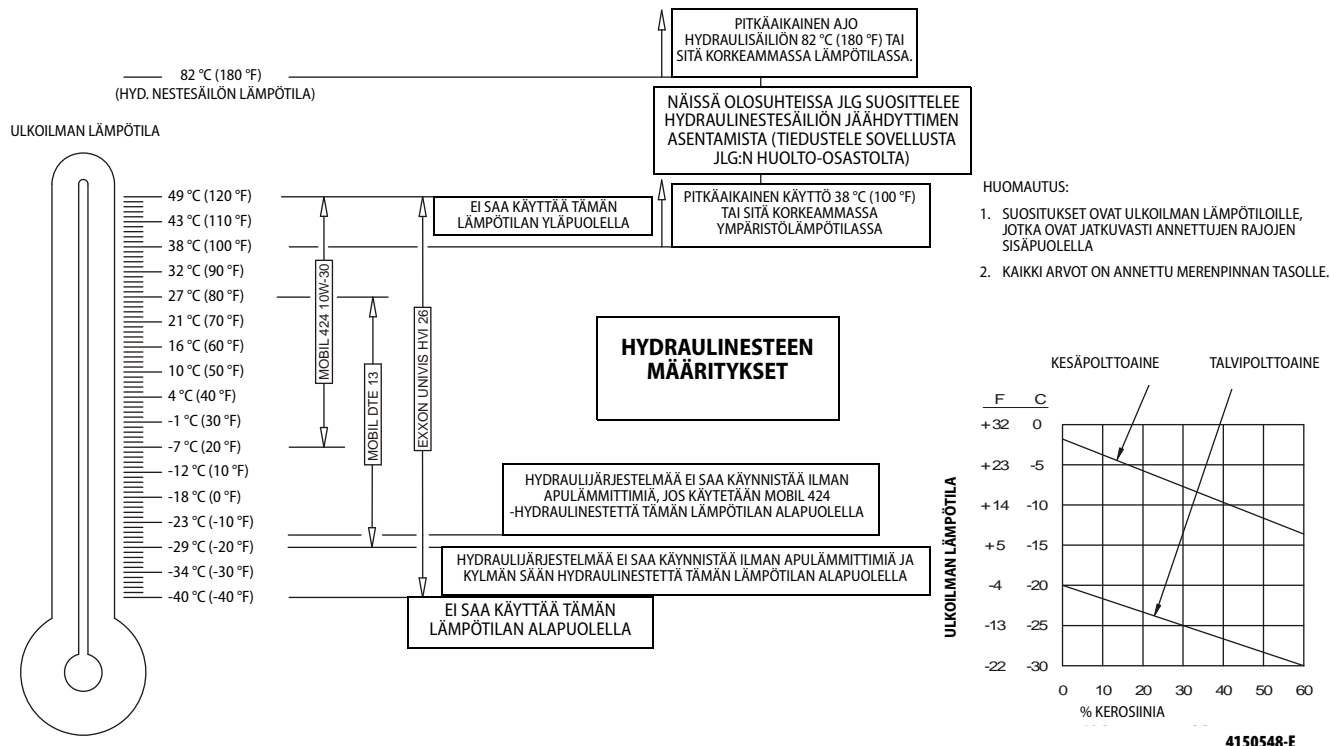 PITKÄAIKAINEN AJO
HYDRAULISÄILIÖN 82 °C (180 °F) TAI
SITÄ KORKEAMMASSA LÄMPÖTILASSA.
82 °C (180 °F)
(HYD. NESTESÄILÖN LÄMPÖTILA)
NÄISSÄ OLOSUHTEISSA JLG SUOSITTELEE
HYDRAULINESTESÄILIÖN JÄÄHDYTTIMEN
ASENTAMISTA (TIEDUSTELE SOVELLUSTA
JLG:N HUOLTO-OSASTOLTA)
ULKOILMAN LÄMPÖTILA
49 °C (120 °F)
43 °C (110 °F)
38 °C (100 °F)
32 °C (90 °F)
27 °C (80 °F)
21 °C (70 °F)
16 °C (60 °F)
10 °C (50 °F)
4 °C (40 °F)
-1 °C (30 °F)
-7 °C (20 °F)
-12 °C (10 °F)
-18 °C (0 °F)
-23 °C (-10 °F)
-29 °C (-20 °F)
-34 °C (-30 °F)
-40 °C (-40 °F)
MOBIL 424 10W-30
MOBIL DTE 13
EXXON UNIVIS HVI 26
EI SAA KÄYTTÄÄ TÄMÄN
LÄMPÖTILAN YLÄPUOLELLA
PITKÄAIKAINEN KÄYTTÖ 38 °C (100 °F)
TAI SITÄ KORKEAMMASSA
YMPÄRISTÖLÄMPÖTILASSA
HYDRAULINESTEEN
MÄÄRITYKSET
HYDRAULIJÄRJESTELMÄÄ EI SAA KÄYNNISTÄÄ ILMAN
APULÄMMITTIMIÄ, JOS KÄYTETÄÄN MOBIL 424
-HYDRAULINESTETTÄ TÄMÄN LÄMPÖTILAN ALAPUOLELLA
HYDRAULIJÄRJESTELMÄÄ EI SAA KÄYNNISTÄÄ ILMAN APULÄMMITTIMIÄ JA
KYLMÄN SÄÄN HYDRAULINESTETTÄ TÄMÄN LÄMPÖTILAN ALAPUOLELLA
EI SAA KÄYTTÄÄ TÄMÄN
LÄMPÖTILAN ALAPUOLELLA
HUOMAUTUS:
1. SUOSITUKSET OVAT ULKOILMAN LÄMPÖTILOILLE,
JOTKA OVAT JATKUVASTI ANNETTUJEN RAJOJEN
SISÄPUOLELLA
2. KAIKKI ARVOT ON ANNETTU MERENPINNAN TASOLLE.
KESÄPOLTTOAINE TALVIPOLTTOAINE
F C
+32 0
+23 -5
+14 -10
+5 -15
-4 -20
-13 -25
-22 -30
ULKOILMAN LÄMPÖTILA
0 10 20 30 40 50 60
% KEROSIINIA
4150548-E